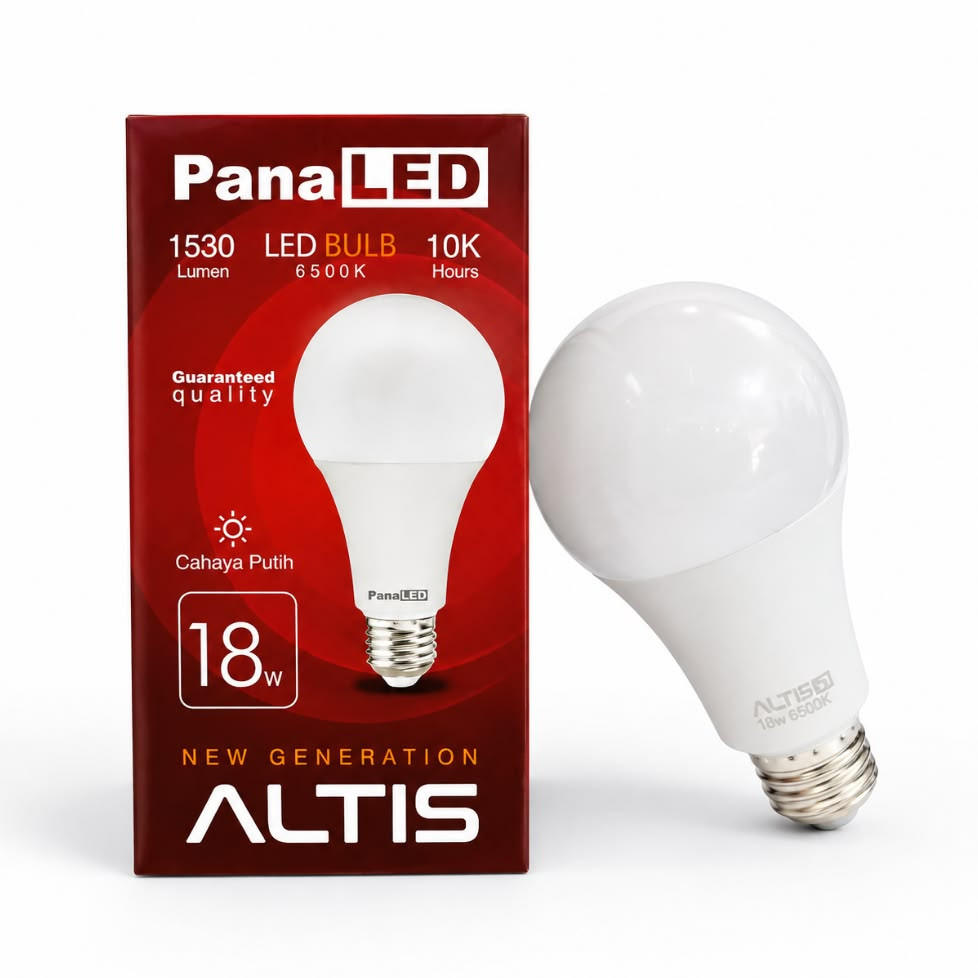 PanaLED
1530 LED BULB 10K
Lumen 6500K Hours
Guaranteed
quality
Cahaya Putih
18w
PanaLED
NEW GENERATION
ALTIS
ALTIS
18w 6500K